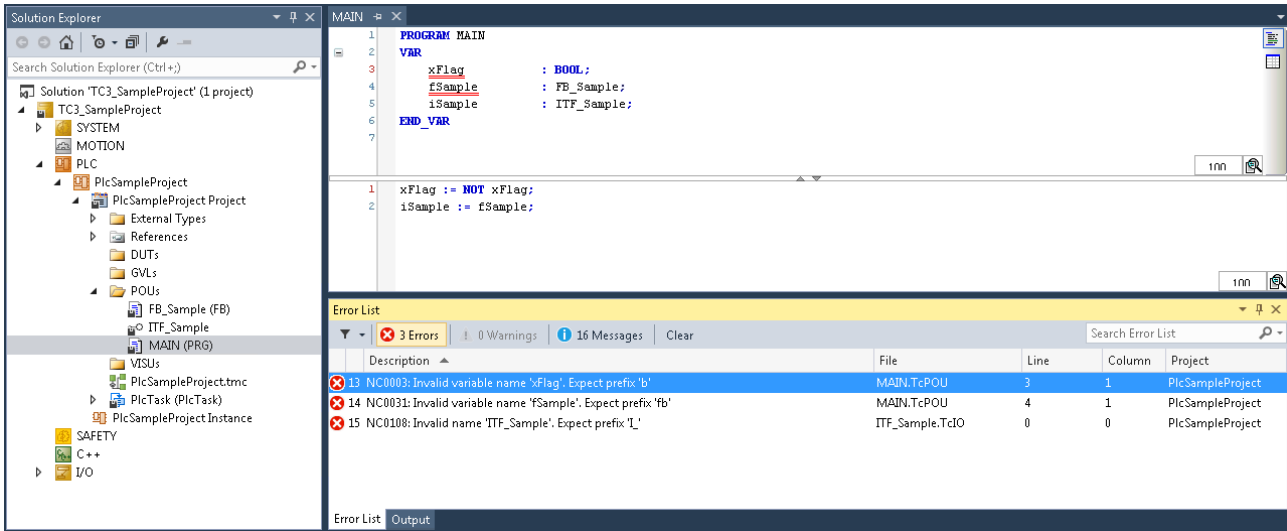 Solution Explorer
Search Solution Explorer (Ctrl+;)
Solution 'TC3_SampleProject' (1 project)
TC3_SampleProject
SYSTEM
MOTION
PLC
PlcSampleProject
PlcSampleProject Project
External Types
References
DUTs
GVLs
POUs
FB_Sample (FB)
ITF_Sample
MAIN (PRG)
VISUs
PlcSampleProject.tmc
PlcTask (PlcTask)
PlcSampleProject Instance
SAFETY
C++
I/O
MAIN
1 PROGRAM MAIN
2 VAR
3 xFlag : BOOL;
4 fSample : FB_Sample;
5 iSample : ITF_Sample;
6 END_VAR
7
100
1 xFlag := NOT xFlag;
2 iSample := fSample;
100
Error List
3 Errors 0 Warnings 16 Messages Clear Search Error List
Description File Line Column Project
13 NC0003: Invalid variable name 'xFlag'. Expect prefix 'b' MAIN.TcPOU 3 1 PlcSampleProject
14 NC0031: Invalid variable name 'fSample'. Expect prefix 'fb' MAIN.TcPOU 4 1 PlcSampleProject
15 NC0108: Invalid name 'ITF_Sample'. Expect prefix 'I_' ITF_Sample.TcIO 0 0 PlcSampleProject
Error List Output